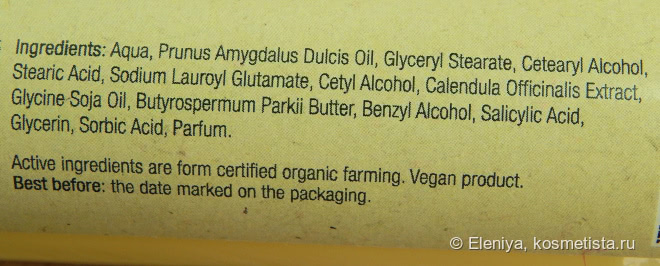 Ingredients: Aqua, Prunus Amygdalus Dulcis Oil, Glyceryl Stearate, Cetearyl Alcohol,
Stearic Acid, Sodium Lauroyl Glutamate, Cetyl Alcohol, Calendula Officinalis Extract,
Glycine Soja Oil, Butyrospermum Parkii Butter, Benzyl Alcohol, Salicylic Acid,
Glycerin, Sorbic Acid, Parfum.
Active ingredients are form certified organic farming. Vegan product.
Best before: the date marked on the packaging.
© Eleniya, kosmetista.ru